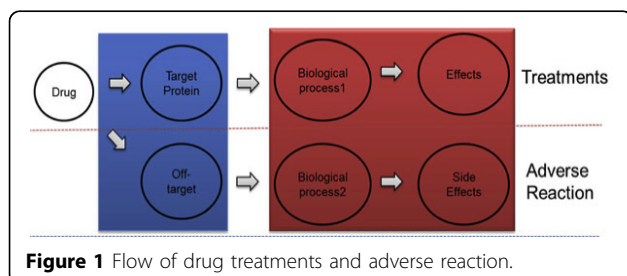 Drug
Target
Protein
Biological
process1
Effects
Treatments
Off-
target
Biological
process2
Side
Effects
Adverse
Reaction
Figure 1 Flow of drug treatments and adverse reaction.